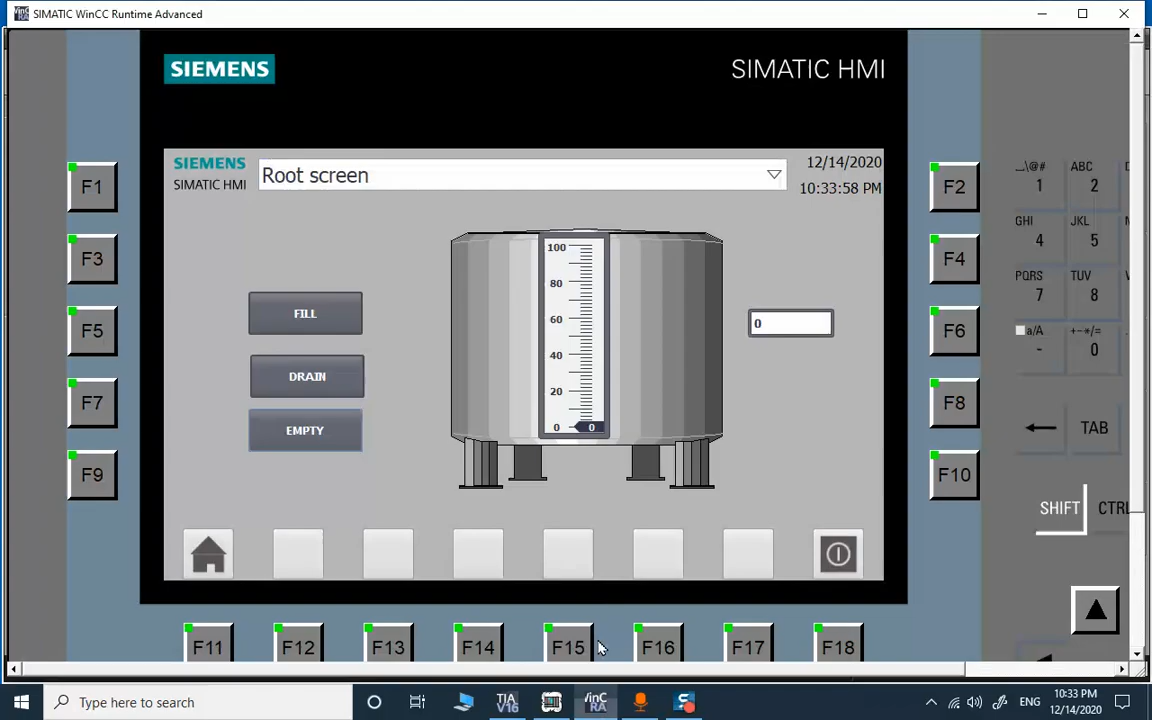 SIMATIC WinCC Runtime Advanced
SIEMENS
SIMATIC HMI
SIEMENS
SIMATIC HMI
Root screen
12/14/2020
10:33:58 PM
F1
F3
F5
F7
F9
F2
F4
F6
F8
F10
FILL
DRAIN
EMPTY
100
80
60
40
20
0
0
0
_\@#
1
ABC
2
GHI
4
JKL
5
PQRS
7
TUV
8
a/A
-
+-*/=
0
TAB
SHIFT
F11
F12
F13
F14
F15
F16
F17
F18
Type here to search
TIA
V16
RA
ENG
10:33 PM
12/14/2020